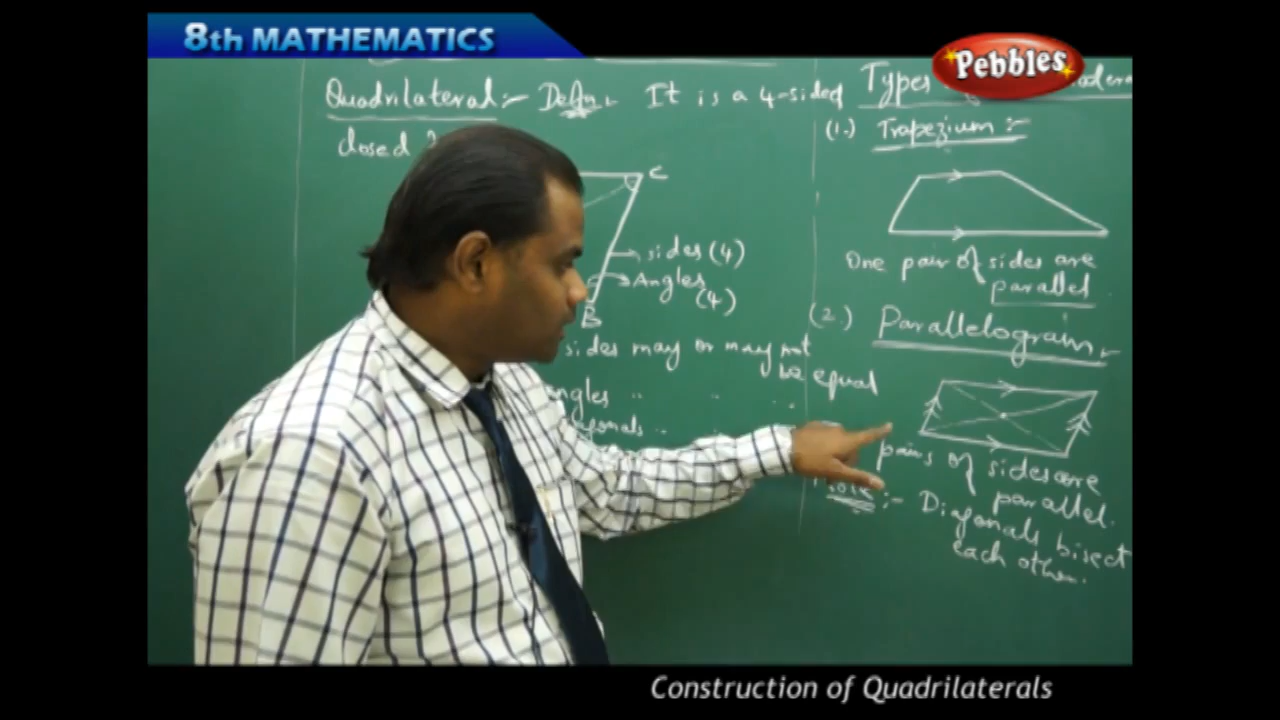 8th MATHEMATICS
Pebbles
Quadrilateral:- Defn:- It is a 4-sided
closed
C
sides (4)
Angles
(4)
B
sides may or may not
be equal
ngles " " "
" "
Types
(1.) Trapezium:-
One pair of sides are
parallel
(2.) Parallelogram:-
pairs of sides are
parallel.
:- Diagonals bisect
each other.
Construction of Quadrilaterals